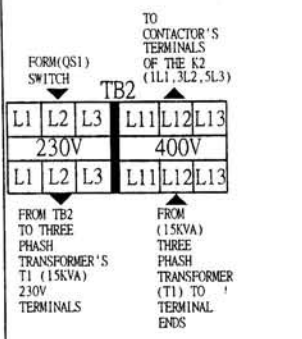 TO
CONTACTOR'S
TERMINALS
OF THE K2
(1L1,3L2,5L3)
FORM(QS1)
SWITCH
TB2
L1 L2 L3 L11 L12 L13
230V 400V
L1 L2 L3 L11 L12 L13
FROM TB2
TO THREE
PHASH
TRANSFORMER'S
T1 (15KVA)
230V
TERMINALS
FROM
(15KVA)
THREE
PHASH
TRANSFORMER
(T1) TO
TERMINAL
ENDS